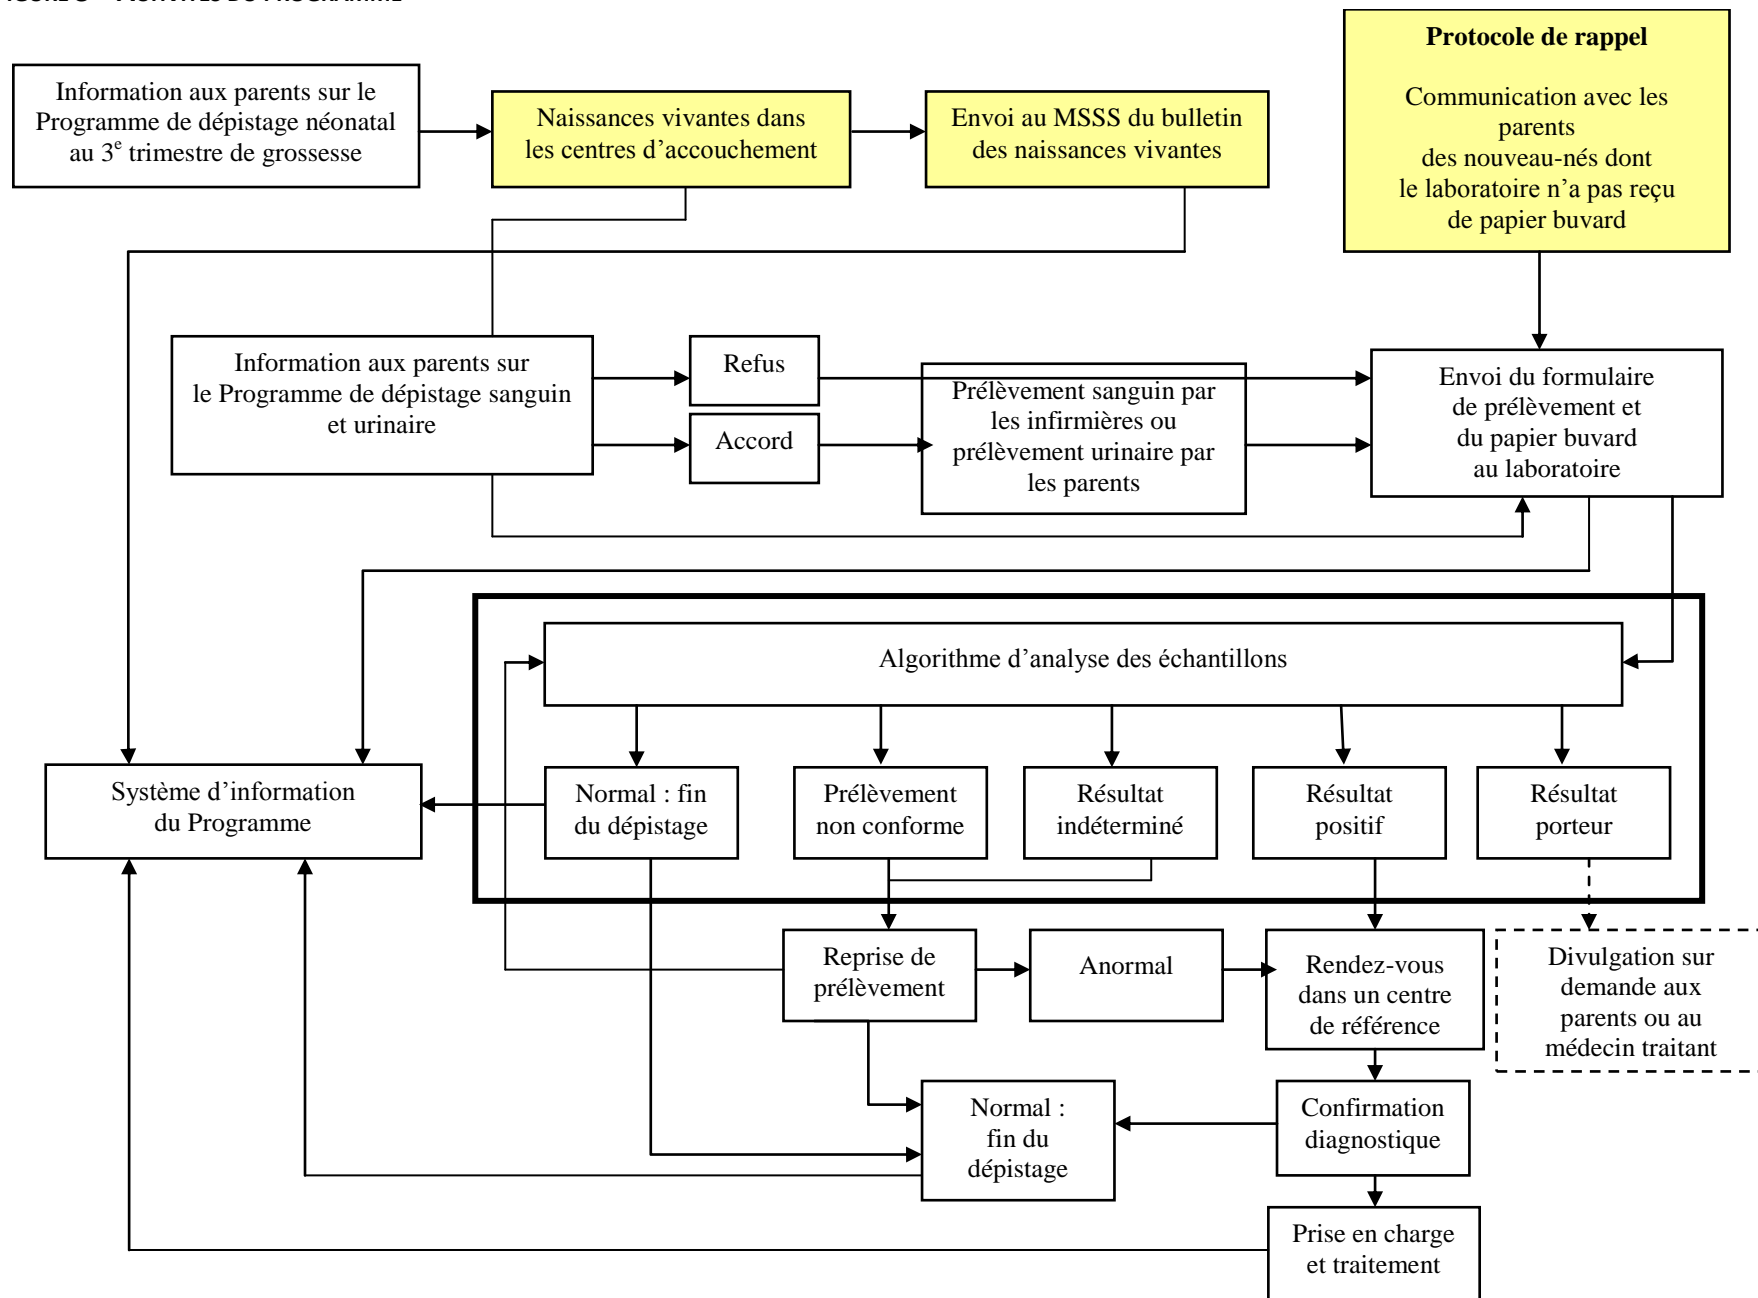 Protocole de rappel
Communication avec les
parents
des nouveau-nés dont
le laboratoire n’a pas reçu
de papier buvard
Information aux parents sur le
Programme de dépistage néonatal
au 3e trimestre de grossesse
Naissances vivantes dans
les centres d’accouchement
Envoi au MSSS du bulletin
des naissances vivantes
Information aux parents sur
le Programme de dépistage sanguin
et urinaire
Refus
Accord
Prélèvement sanguin par
les infirmières ou
prélèvement urinaire par
les parents
Envoi du formulaire
de prélèvement et
du papier buvard
au laboratoire
Algorithme d’analyse des échantillons
Système d’information
du Programme
Normal : fin
du dépistage
Prélèvement
non conforme
Résultat
indéterminé
Résultat
positif
Résultat
porteur
Reprise de
prélèvement
Anormal
Rendez-vous
dans un centre
de référence
Divulgation sur
demande aux
parents ou au
médecin traitant
Normal :
fin du
dépistage
Confirmation
diagnostique
Prise en charge
et traitement